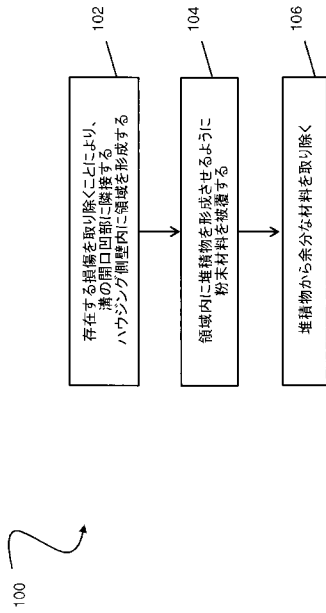 100
存在する損傷を取り除くことにより、
溝の開口凹部に隣接する
ハウジング側壁内に領域を形成する
102
領域内に堆積物を形成させるように
粉末材料を被覆する
104
堆積物から余分な材料を取り除く
106